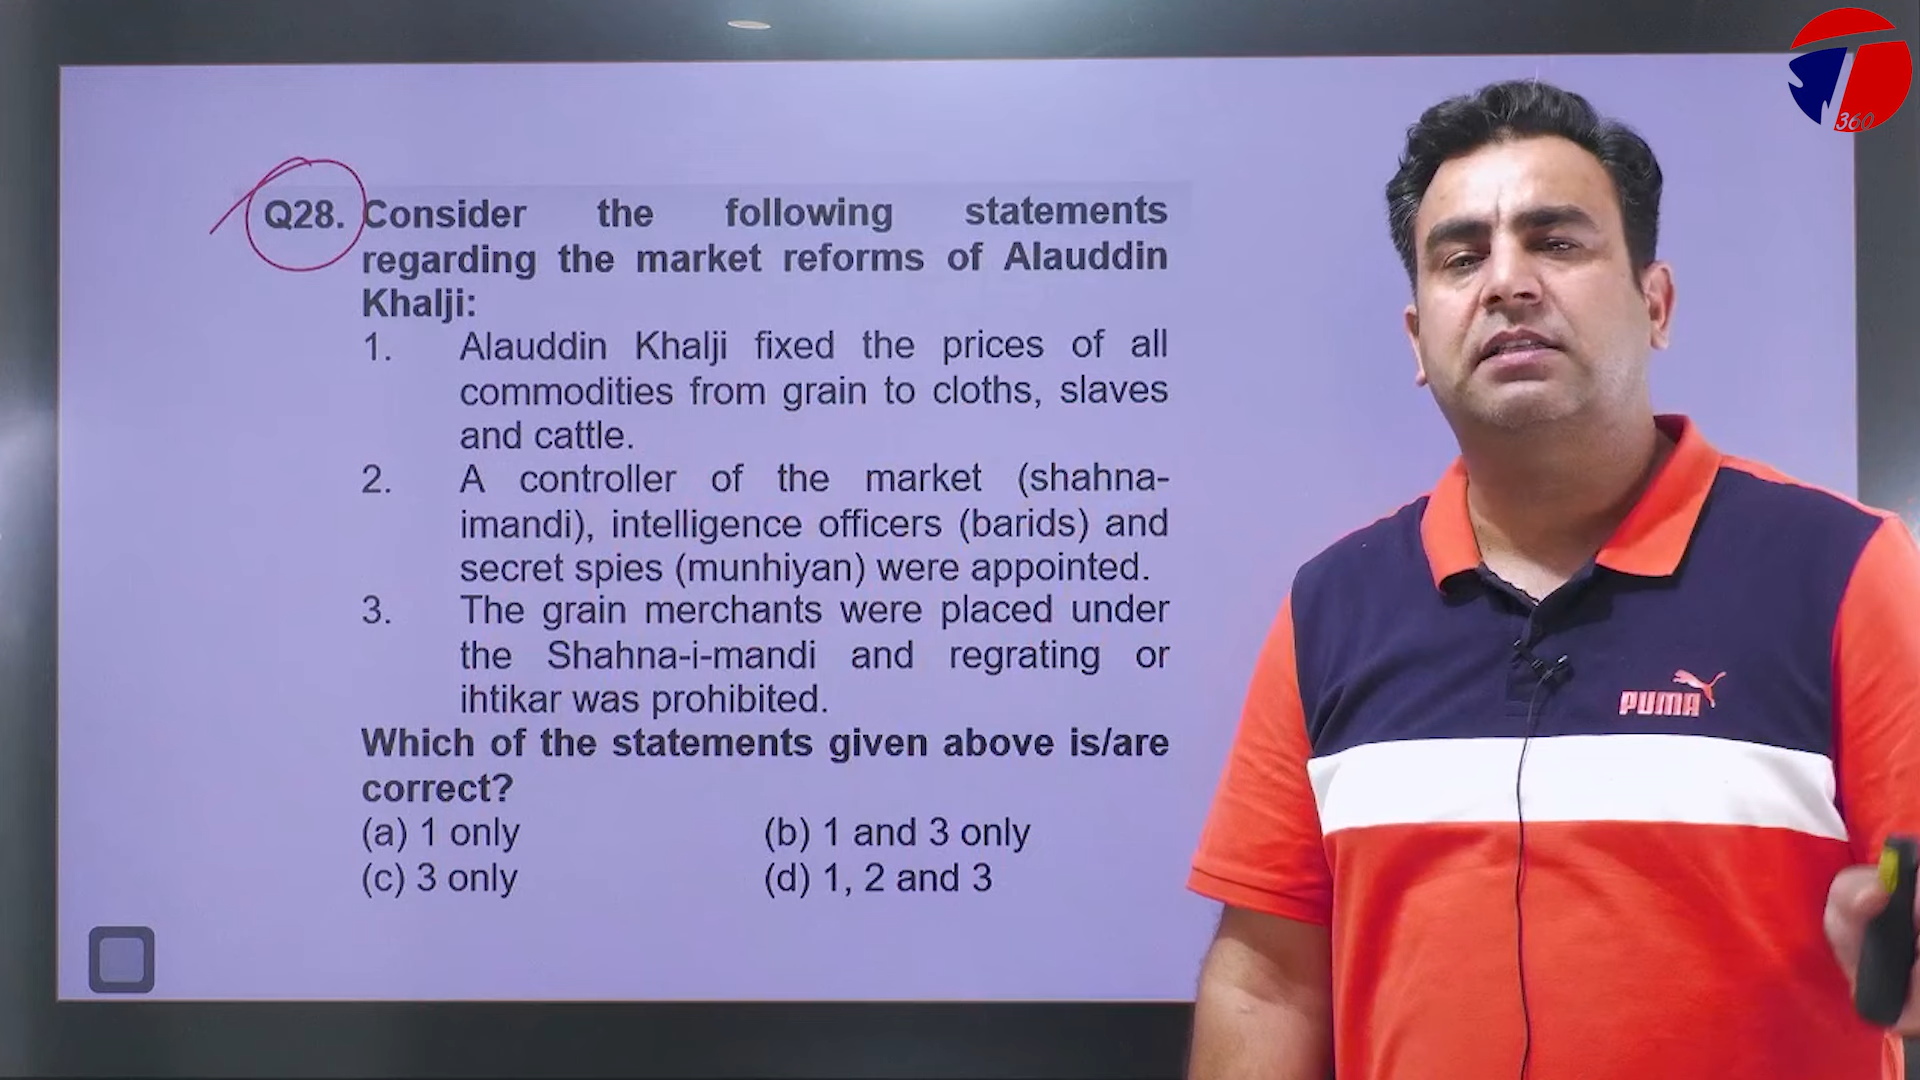 360
Q28. Consider the following statements
regarding the market reforms of Alauddin
Khalji:
1. Alauddin Khalji fixed the prices of all
commodities from grain to cloths, slaves
and cattle.
2. A controller of the market (shahna-
imandi), intelligence officers (barids) and
secret spies (munhiyan) were appointed.
3. The grain merchants were placed under
the Shahna-i-mandi and regrating or
ihtikar was prohibited.
Which of the statements given above is/are
correct?
(a) 1 only (b) 1 and 3 only
(c) 3 only (d) 1, 2 and 3
PUMA